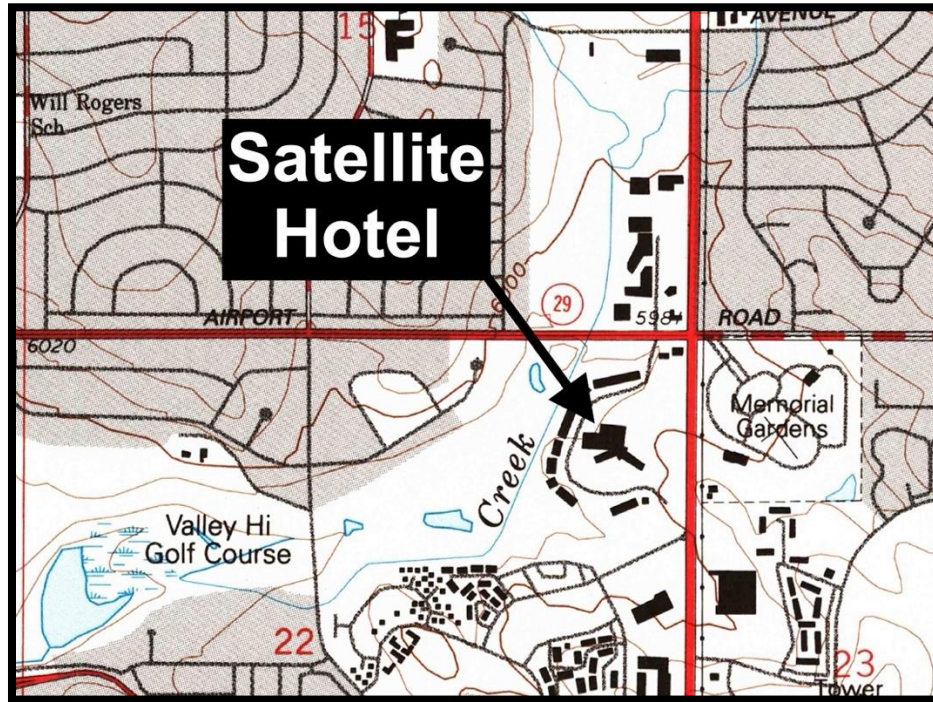 15
AVENUE
Will Rogers
Sch
Satellite
Hotel
6100
29
AIRPORT
5984
ROAD
6020
Memorial
Gardens
Creek
Valley Hi
Golf Course
22
23
Tower